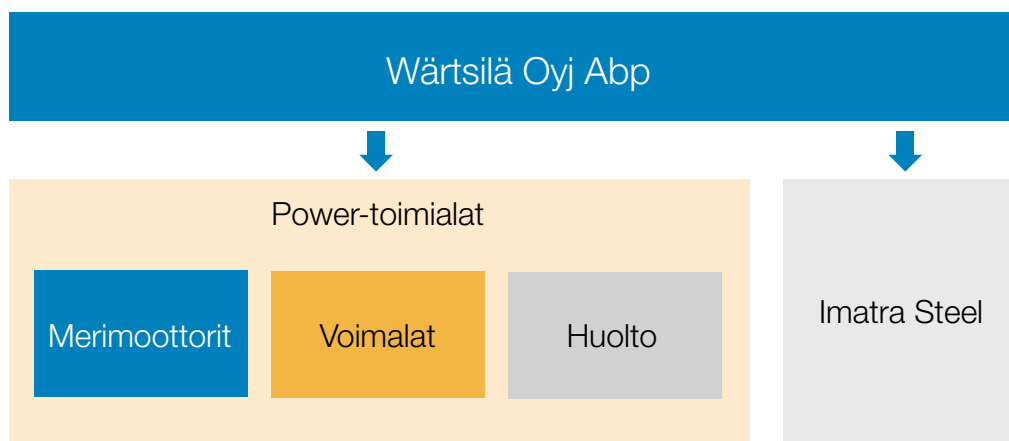 Wärtsilä Oyj Abp
Power-toimialat
Merimoottorit
Voimalat
Huolto
Imatra Steel